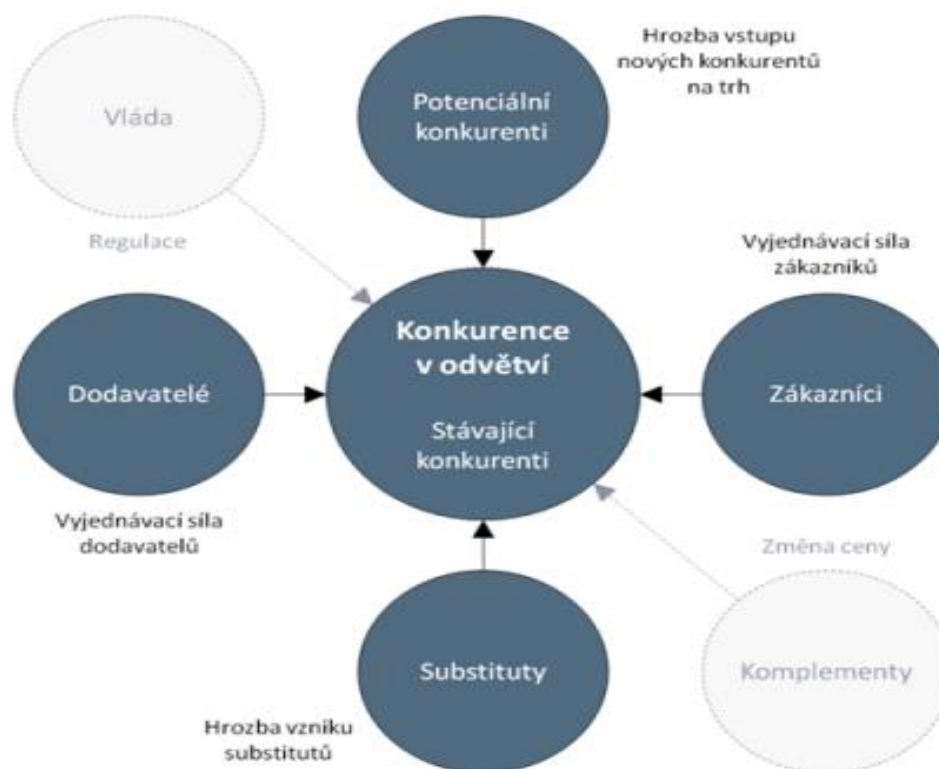 Hrozba vstupu
nových konkurentů
na trh
Vláda
Potenciální
konkurenti
Regulace
Vyjednávací síla
zákazníků
Konkurence
v odvětví
Dodavatelé
Zákazníci
Stávající
konkurenti
Vyjednávací síla
dodavatelů
Změna ceny
Substituty
Komplementy
Hrozba vzniku
substitutů